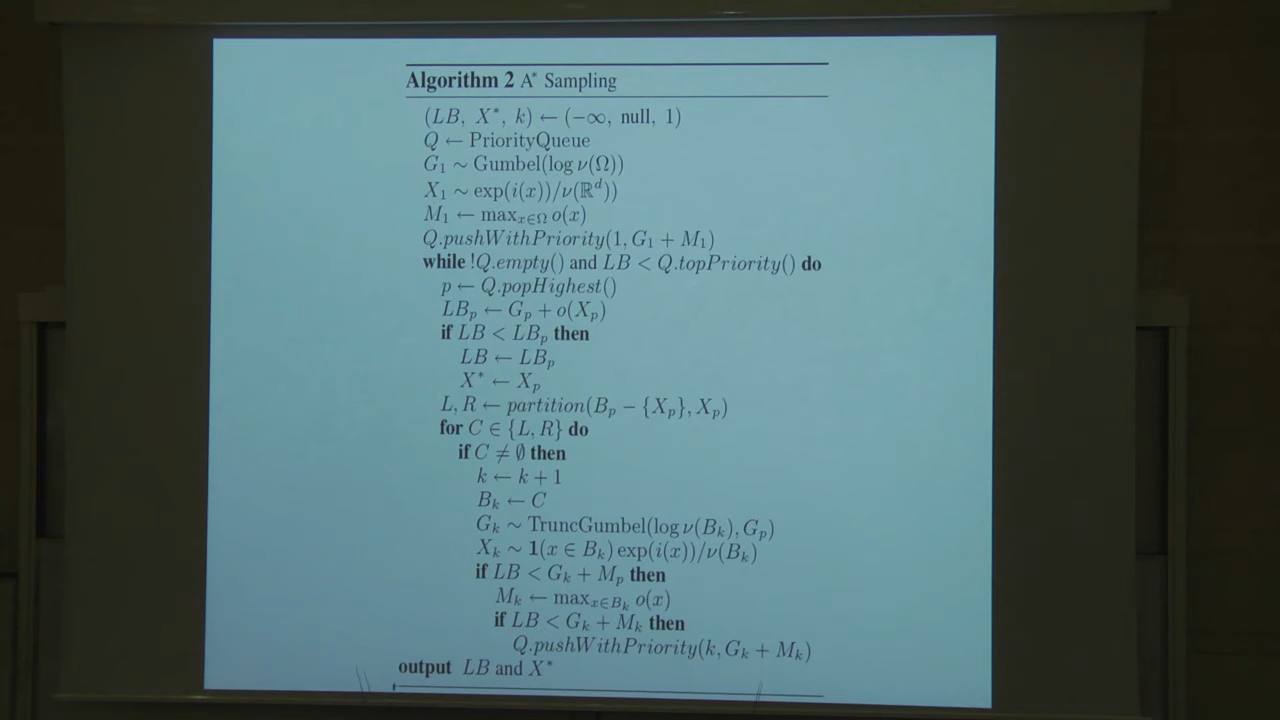 Algorithm 2 A* Sampling
(LB, X*, k) ← (−∞, null, 1)
Q ← PriorityQueue
G₁ ∼ Gumbel(log ν(Ω))
X₁ ∼ exp(i(x))/ν(ℝᵈ))
M₁ ← max_{x∈Ω} o(x)
Q.pushWithPriority(1, G₁ + M₁)
while !Q.empty() and LB < Q.topPriority() do
p ← Q.popHighest()
LB_p ← G_p + o(X_p)
if LB < LB_p then
LB ← LB_p
X* ← X_p
L, R ← partition(B_p − {X_p}, X_p)
for C ∈ {L, R} do
if C ≠ ∅ then
k ← k + 1
B_k ← C
G_k ∼ TruncGumbel(log ν(B_k), G_p)
X_k ∼ 1(x ∈ B_k) exp(i(x))/ν(B_k)
if LB < G_k + M_p then
M_k ← max_{x∈B_k} o(x)
if LB < G_k + M_k then
Q.pushWithPriority(k, G_k + M_k)
output LB and X*